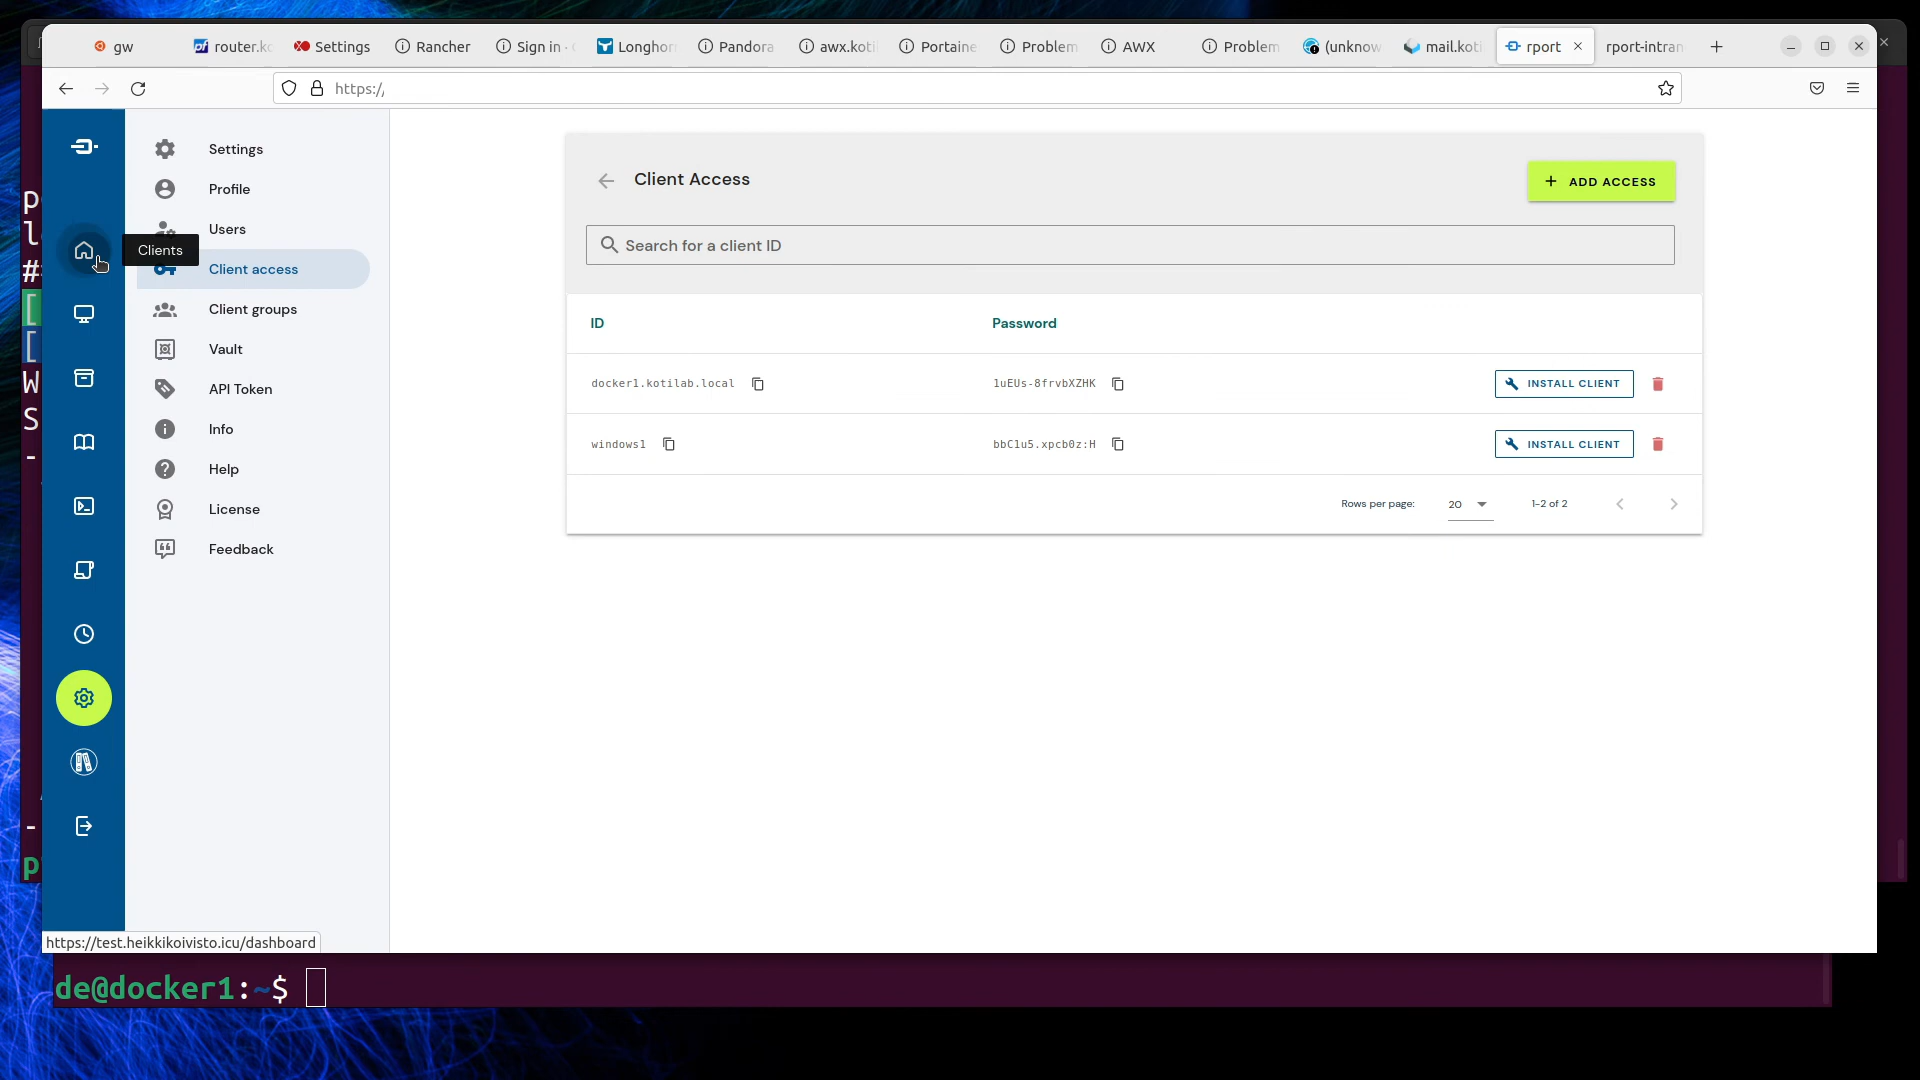 gw
router.ko
Settings
Rancher
Sign in ·
Longhor
Pandora
awx.koti
Portaine
Problem
AWX
Problem
(unknow
mail.koti
rport
rport-intran
https://
Settings
Profile
Users
Clients
Client access
Client groups
Vault
API Token
Info
Help
License
Feedback
Client Access
+ ADD ACCESS
Search for a client ID
ID
Password
docker1.kotilab.local
1uEUs-8frvbXZHK
INSTALL CLIENT
windows1
bbC1u5.xpcb0z:H
INSTALL CLIENT
Rows per page:
20
1-2 of 2
https://test.heikkikoivisto.icu/dashboard
de@docker1:~$